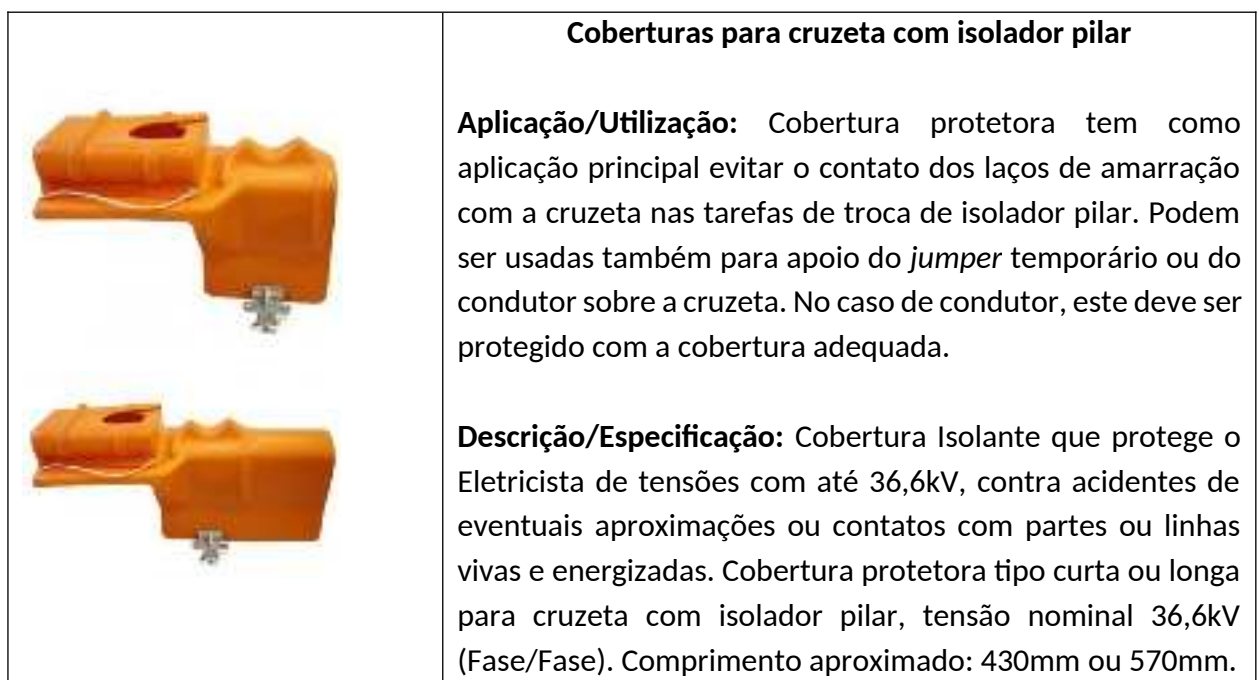 Coberturas para cruzeta com isolador pilar
Aplicação/Utilização: Cobertura protetora tem como
aplicação principal evitar o contato dos laços de amarração
com a cruzeta nas tarefas de troca de isolador pilar. Podem
ser usadas também para apoio do jumper temporário ou do
condutor sobre a cruzeta. No caso de condutor, este deve ser
protegido com a cobertura adequada.
Descrição/Especificação: Cobertura Isolante que protege o
Eletricista de tensões com até 36,6kV, contra acidentes de
eventuais aproximações ou contatos com partes ou linhas
vivas e energizadas. Cobertura protetora tipo curta ou longa
para cruzeta com isolador pilar, tensão nominal 36,6kV
(Fase/Fase). Comprimento aproximado: 430mm ou 570mm.